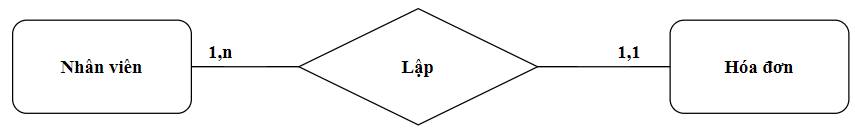 1,n
1,1
Nhân viên
Lập
Hóa đơn